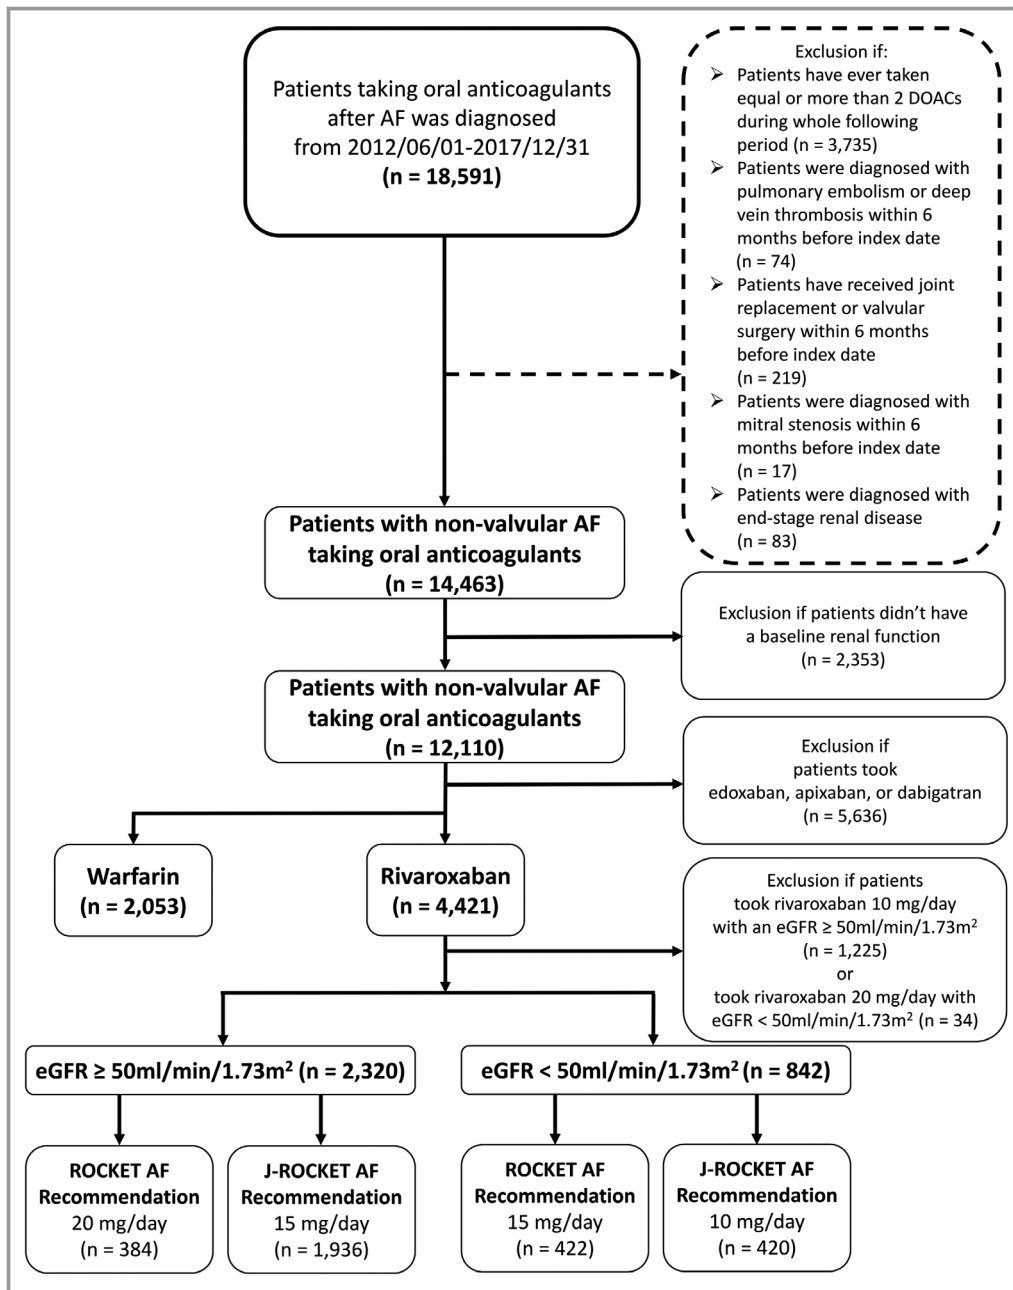 Patients taking oral anticoagulants
after AF was diagnosed
from 2012/06/01-2017/12/31
(n = 18,591)
Exclusion if:
➢ Patients have ever taken
equal or more than 2 DOACs
during whole following
period (n = 3,735)
➢ Patients were diagnosed with
pulmonary embolism or deep
vein thrombosis within 6
months before index date
(n = 74)
➢ Patients have received joint
replacement or valvular
surgery within 6 months
before index date
(n = 219)
➢ Patients were diagnosed with
mitral stenosis within 6
months before index date
(n = 17)
➢ Patients were diagnosed with
end-stage renal disease
(n = 83)
Patients with non-valvular AF
taking oral anticoagulants
(n = 14,463)
Exclusion if patients didn’t have
a baseline renal function
(n = 2,353)
Patients with non-valvular AF
taking oral anticoagulants
(n = 12,110)
Exclusion if
patients took
edoxaban, apixaban, or dabigatran
(n = 5,636)
Warfarin
(n = 2,053)
Rivaroxaban
(n = 4,421)
Exclusion if patients
took rivaroxaban 10 mg/day
with an eGFR ≥ 50ml/min/1.73m²
(n = 1,225)
or
took rivaroxaban 20 mg/day with
eGFR < 50ml/min/1.73m² (n = 34)
eGFR ≥ 50ml/min/1.73m² (n = 2,320)
eGFR < 50ml/min/1.73m² (n = 842)
ROCKET AF
Recommendation
20 mg/day
(n = 384)
J-ROCKET AF
Recommendation
15 mg/day
(n = 1,936)
ROCKET AF
Recommendation
15 mg/day
(n = 422)
J-ROCKET AF
Recommendation
10 mg/day
(n = 420)